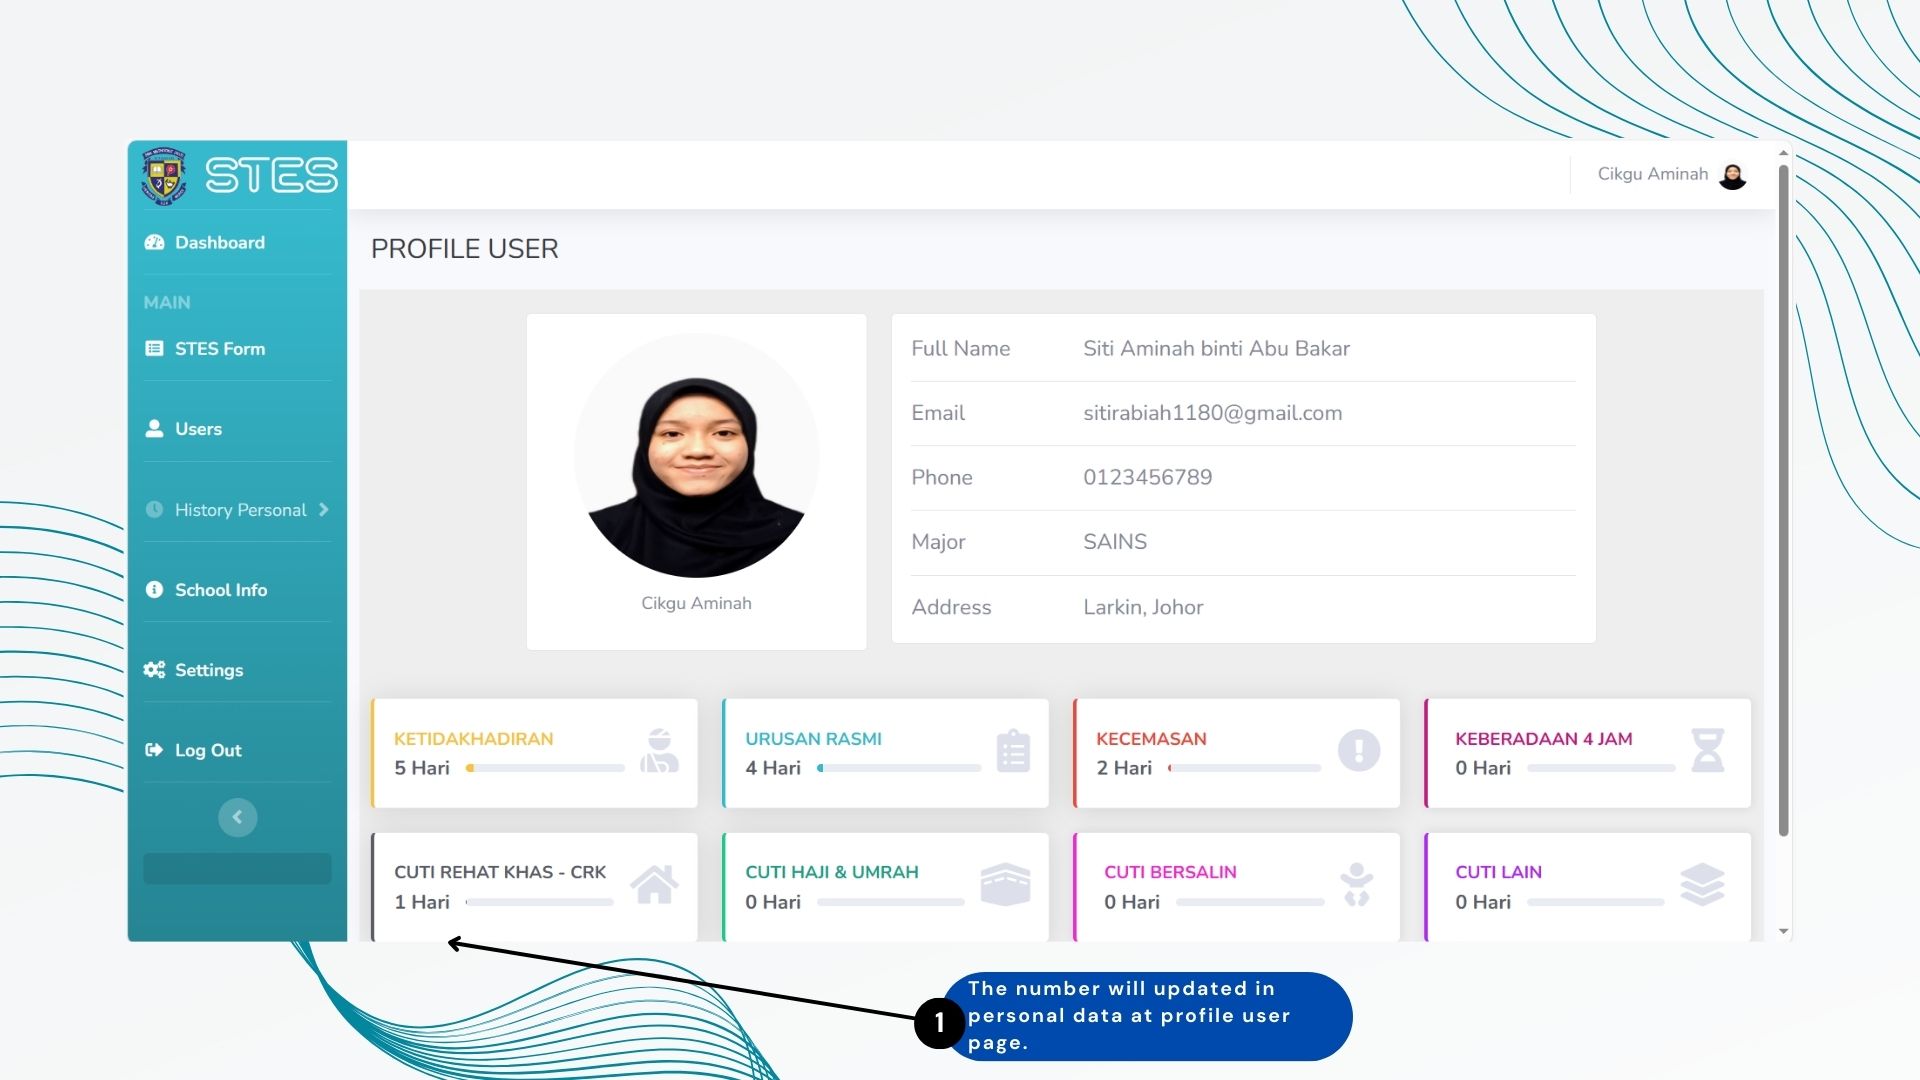 STES
Cikgu Aminah
Dashboard
MAIN
STES Form
Users
History Personal
School Info
Settings
Log Out
PROFILE USER
Cikgu Aminah
Full Name Siti Aminah binti Abu Bakar
Email sitirabiah1180@gmail.com
Phone 0123456789
Major SAINS
Address Larkin, Johor
KETIDAKHADIRAN
5 Hari
URUSAN RASMI
4 Hari
KECEMASAN
2 Hari
KEBERADAAN 4 JAM
0 Hari
CUTI REHAT KHAS - CRK
1 Hari
CUTI HAJI & UMRAH
0 Hari
CUTI BERSALIN
0 Hari
CUTI LAIN
0 Hari
1
The number will updated in
personal data at profile user
page.